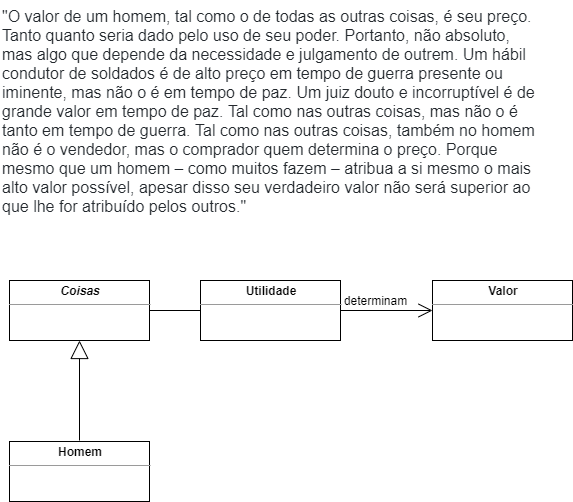 "O valor de um homem, tal como o de todas as outras coisas, é seu preço.
Tanto quanto seria dado pelo uso de seu poder. Portanto, não absoluto,
mas algo que depende da necessidade e julgamento de outrem. Um hábil
condutor de soldados é de alto preço em tempo de guerra presente ou
iminente, mas não o é em tempo de paz. Um juiz douto e incorruptível é de
grande valor em tempo de paz. Tal como nas outras coisas, mas não o é
tanto em tempo de guerra. Tal como nas outras coisas, também no homem
não é o vendedor, mas o comprador quem determina o preço. Porque
mesmo que um homem – como muitos fazem – atribua a si mesmo o mais
alto valor possível, apesar disso seu verdadeiro valor não será superior ao
que lhe for atribuído pelos outros."
Coisas
Utilidade
determinam
Valor
Homem